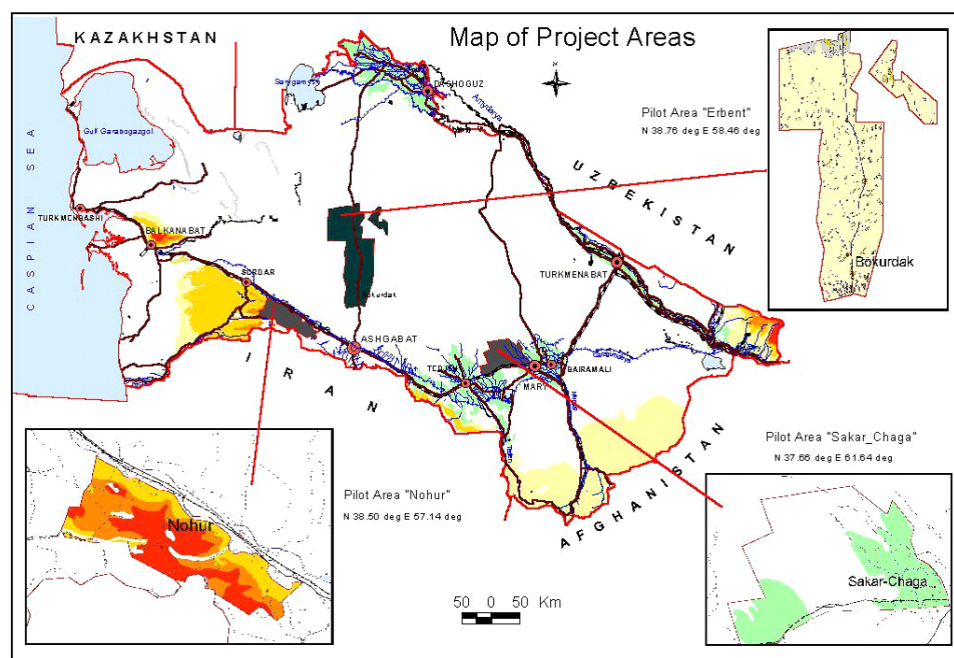 KAZAKHSTAN
Map of Project Areas
Sarygamysh
DASHOGUZ
Amydarya
Gulf Garabogazgol
CASPIAN SEA
Pilot Area "Erbent"
N 38.76 deg E 58.46 deg
UZBEKISTAN
TURKMENBASHI
BALKANABAT
Bokurdak
SERDAR
Bokurdak
TURKMENABAT
ASHGABAT
IRAN
TEDJEN
MARY
BAIRAMALI
AFGHANISTAN
Pilot Area "Sakar_Chaga"
N 37.66 deg E 61.64 deg
Nohur
Pilot Area "Nohur"
N 38.50 deg E 57.14 deg
Sakar-Chaga
50 0 50 Km